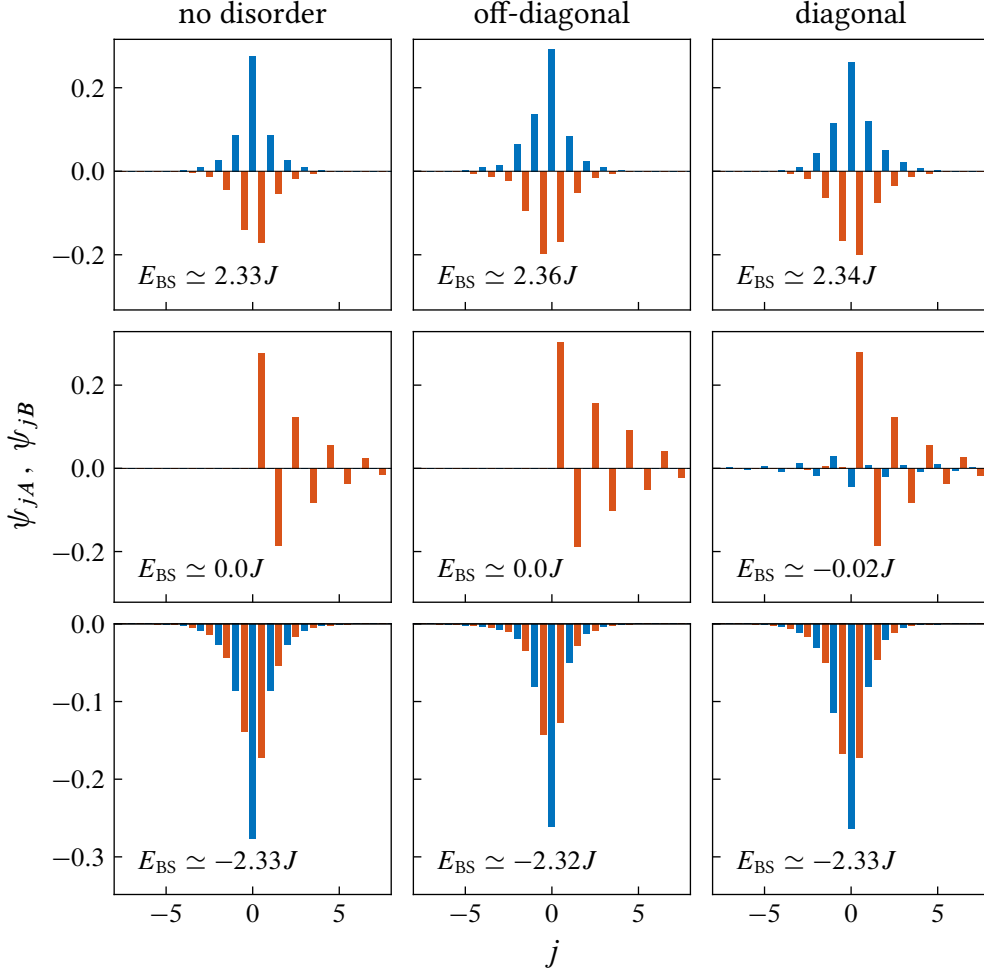 no disorder off-diagonal diagonal
0.2
0.0
−0.2
E_BS ≃ 2.33J E_BS ≃ 2.36J E_BS ≃ 2.34J
0.2
0.0
−0.2
E_BS ≃ 0.0J E_BS ≃ 0.0J E_BS ≃ −0.02J
ψ_jA , ψ_jB
0.0
−0.1
−0.2
−0.3
E_BS ≃ −2.33J E_BS ≃ −2.32J E_BS ≃ −2.33J
−5 0 5 −5 0 5 −5 0 5
j